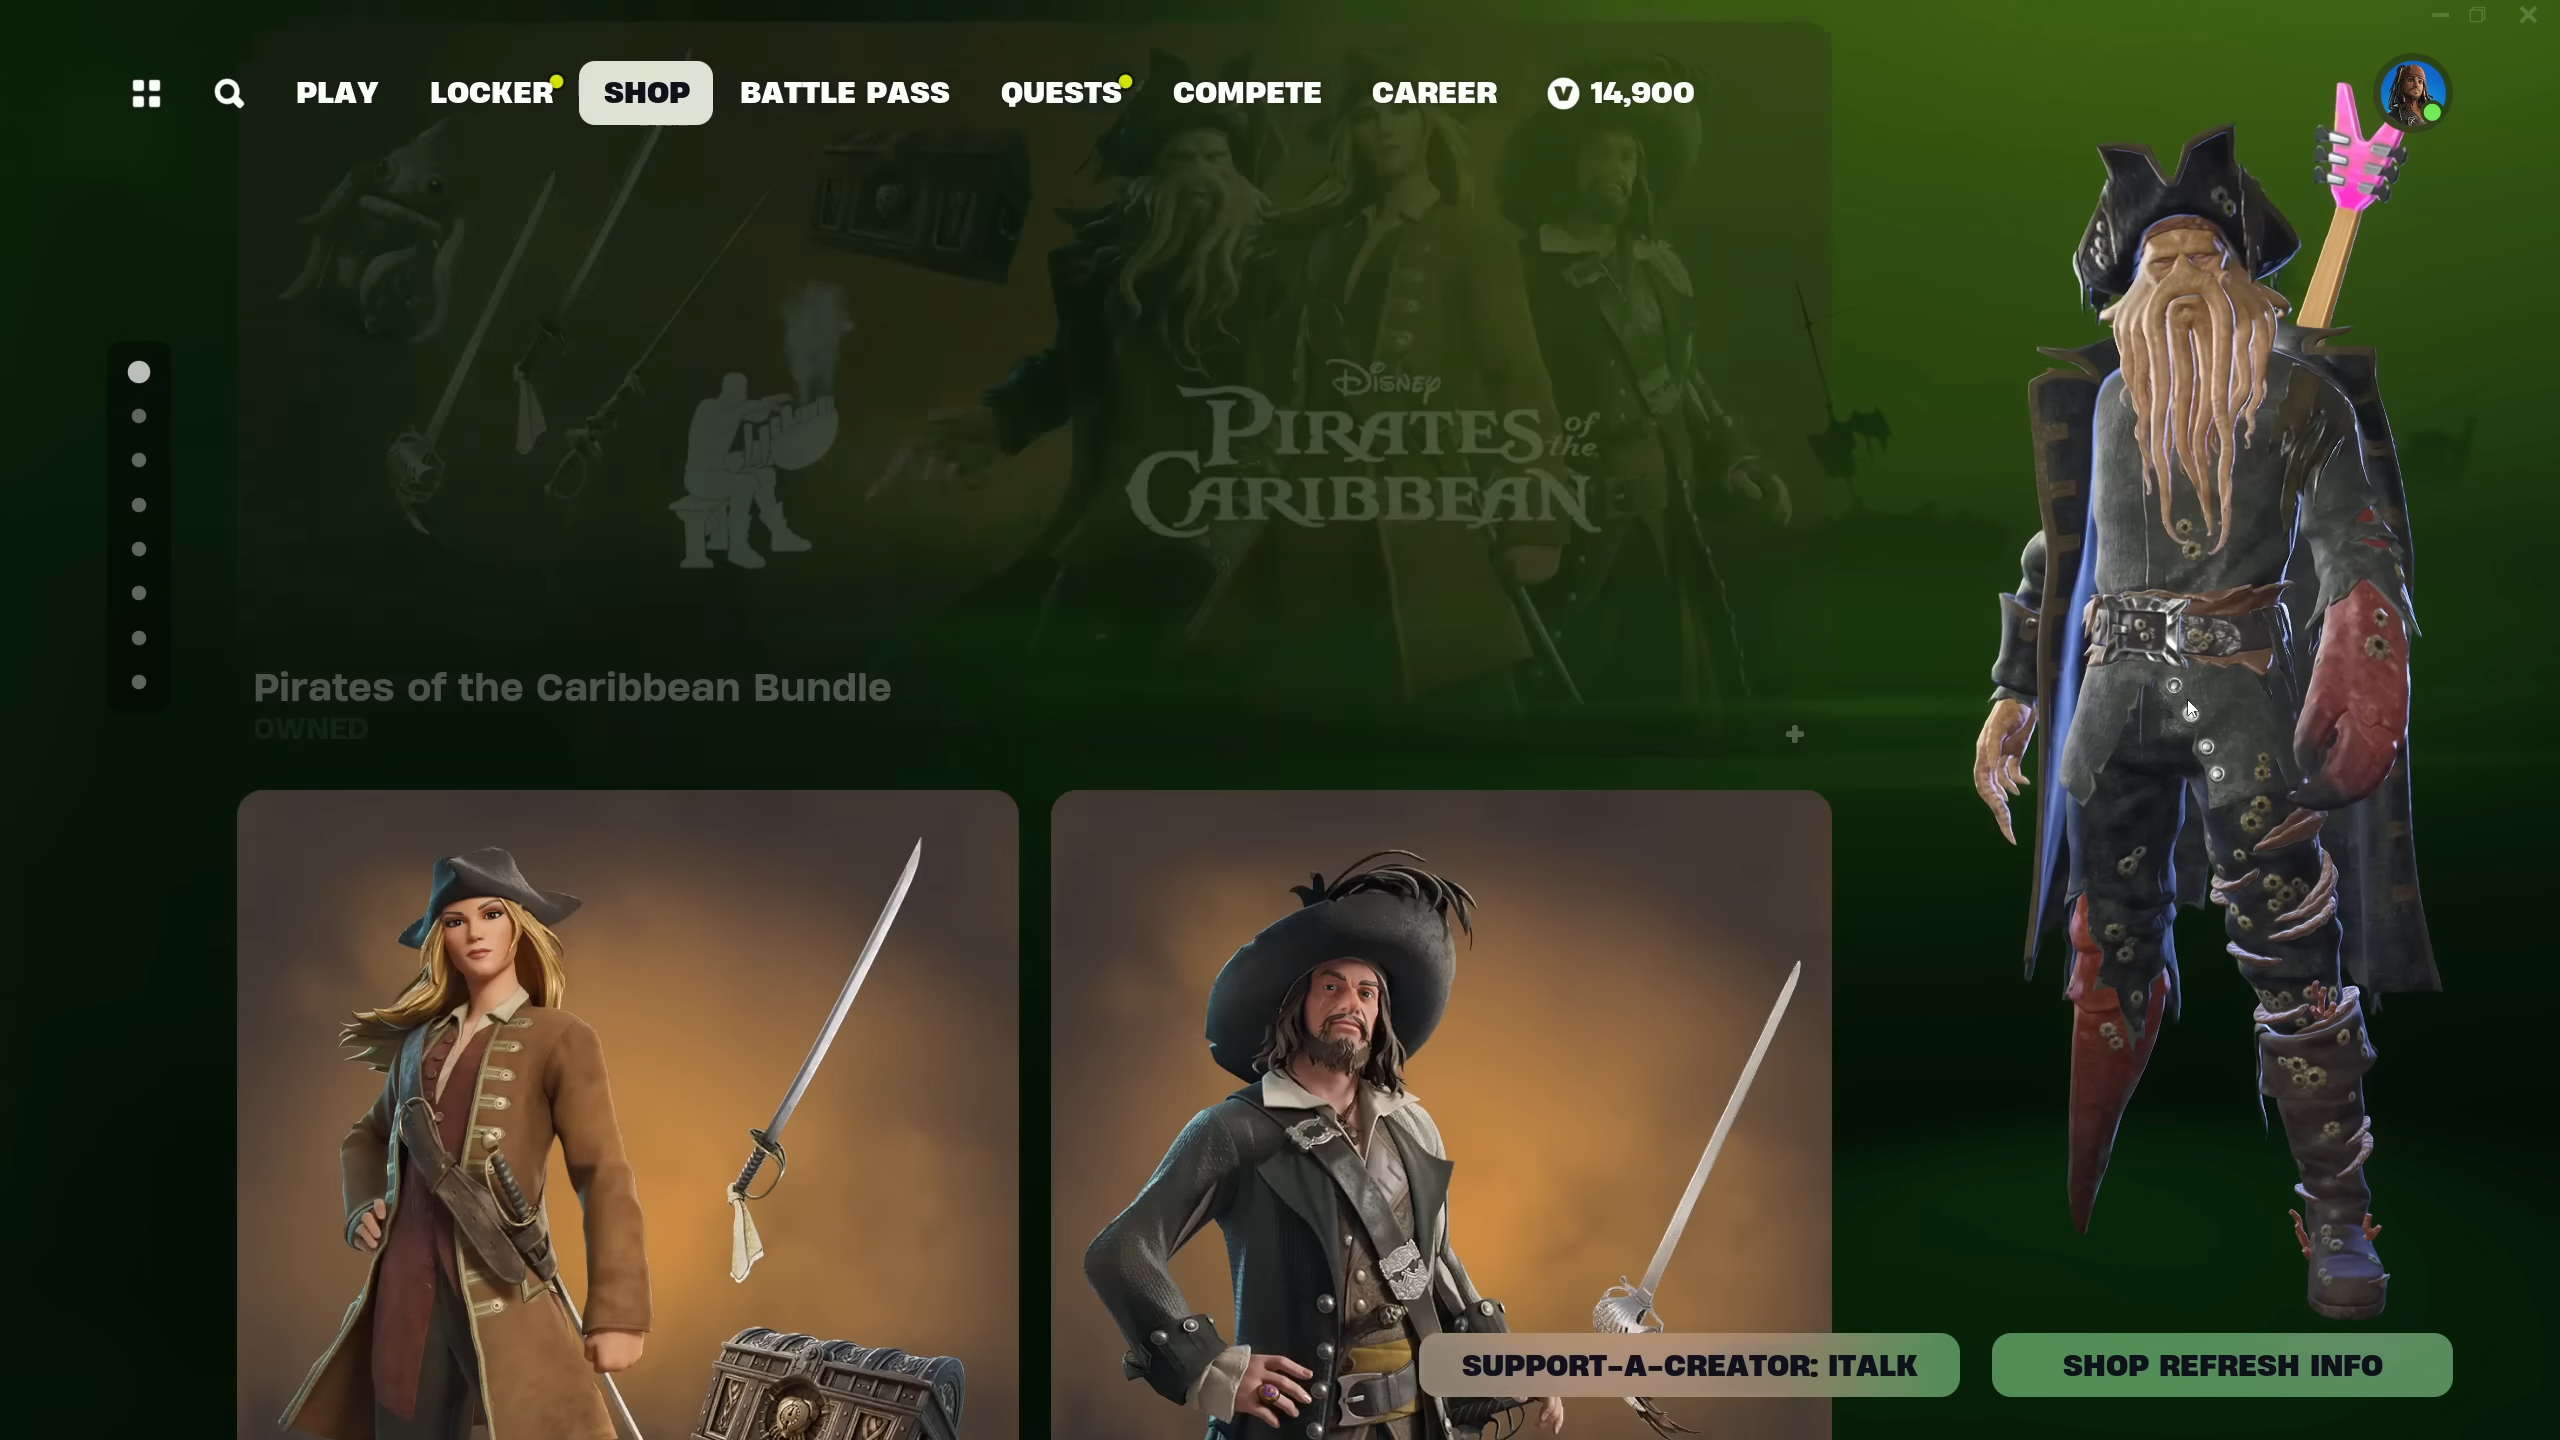 PLAY
LOCKER
SHOP
BATTLE PASS
QUESTS
COMPETE
CAREER
V 14,900
Disney
PIRATES of the
CARIBBEAN
Pirates of the Caribbean Bundle
OWNED
SUPPORT-A-CREATOR: ITALK
SHOP REFRESH INFO